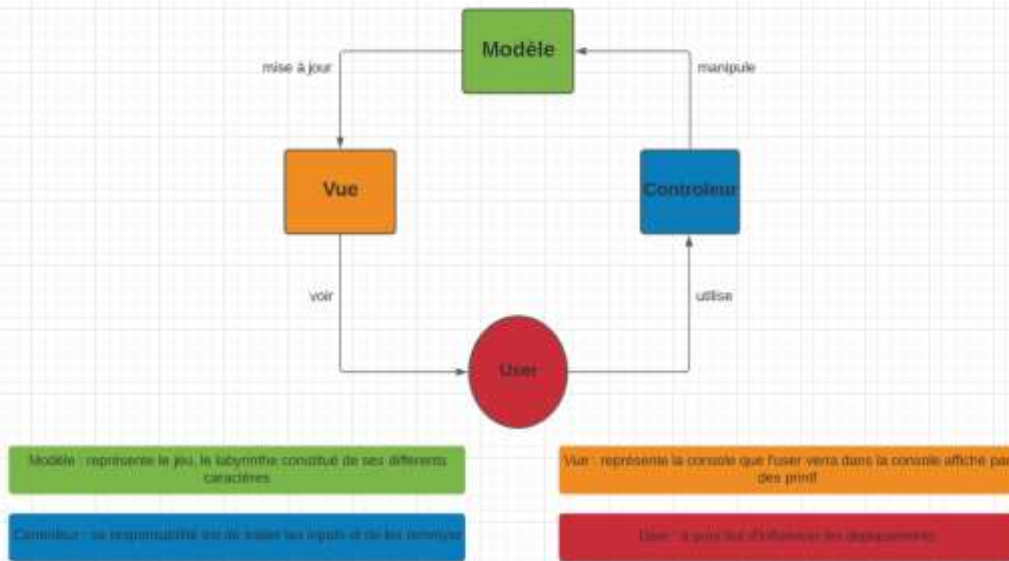 Modèle
mise à jour
manipule
Vue
Controleur
voir
utilise
User
Modèle : représente le jeu, le labyrinthe constitué de ses différents
caractères
Vue : représente la console que l'user verra dans la console affiché par
des printf
Controleur : sa responsabilité est de traiter les inputs et de les renvoyer
User : a pour but d'influencer les déplacements